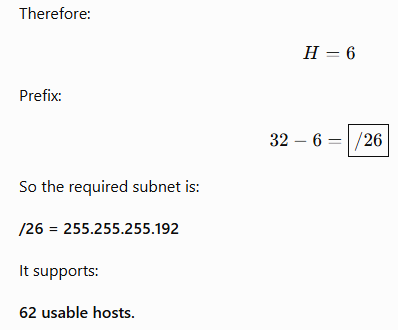 Therefore:
H = 6
Prefix:
32 − 6 = /26
So the required subnet is:
/26 = 255.255.255.192
It supports:
62 usable hosts.